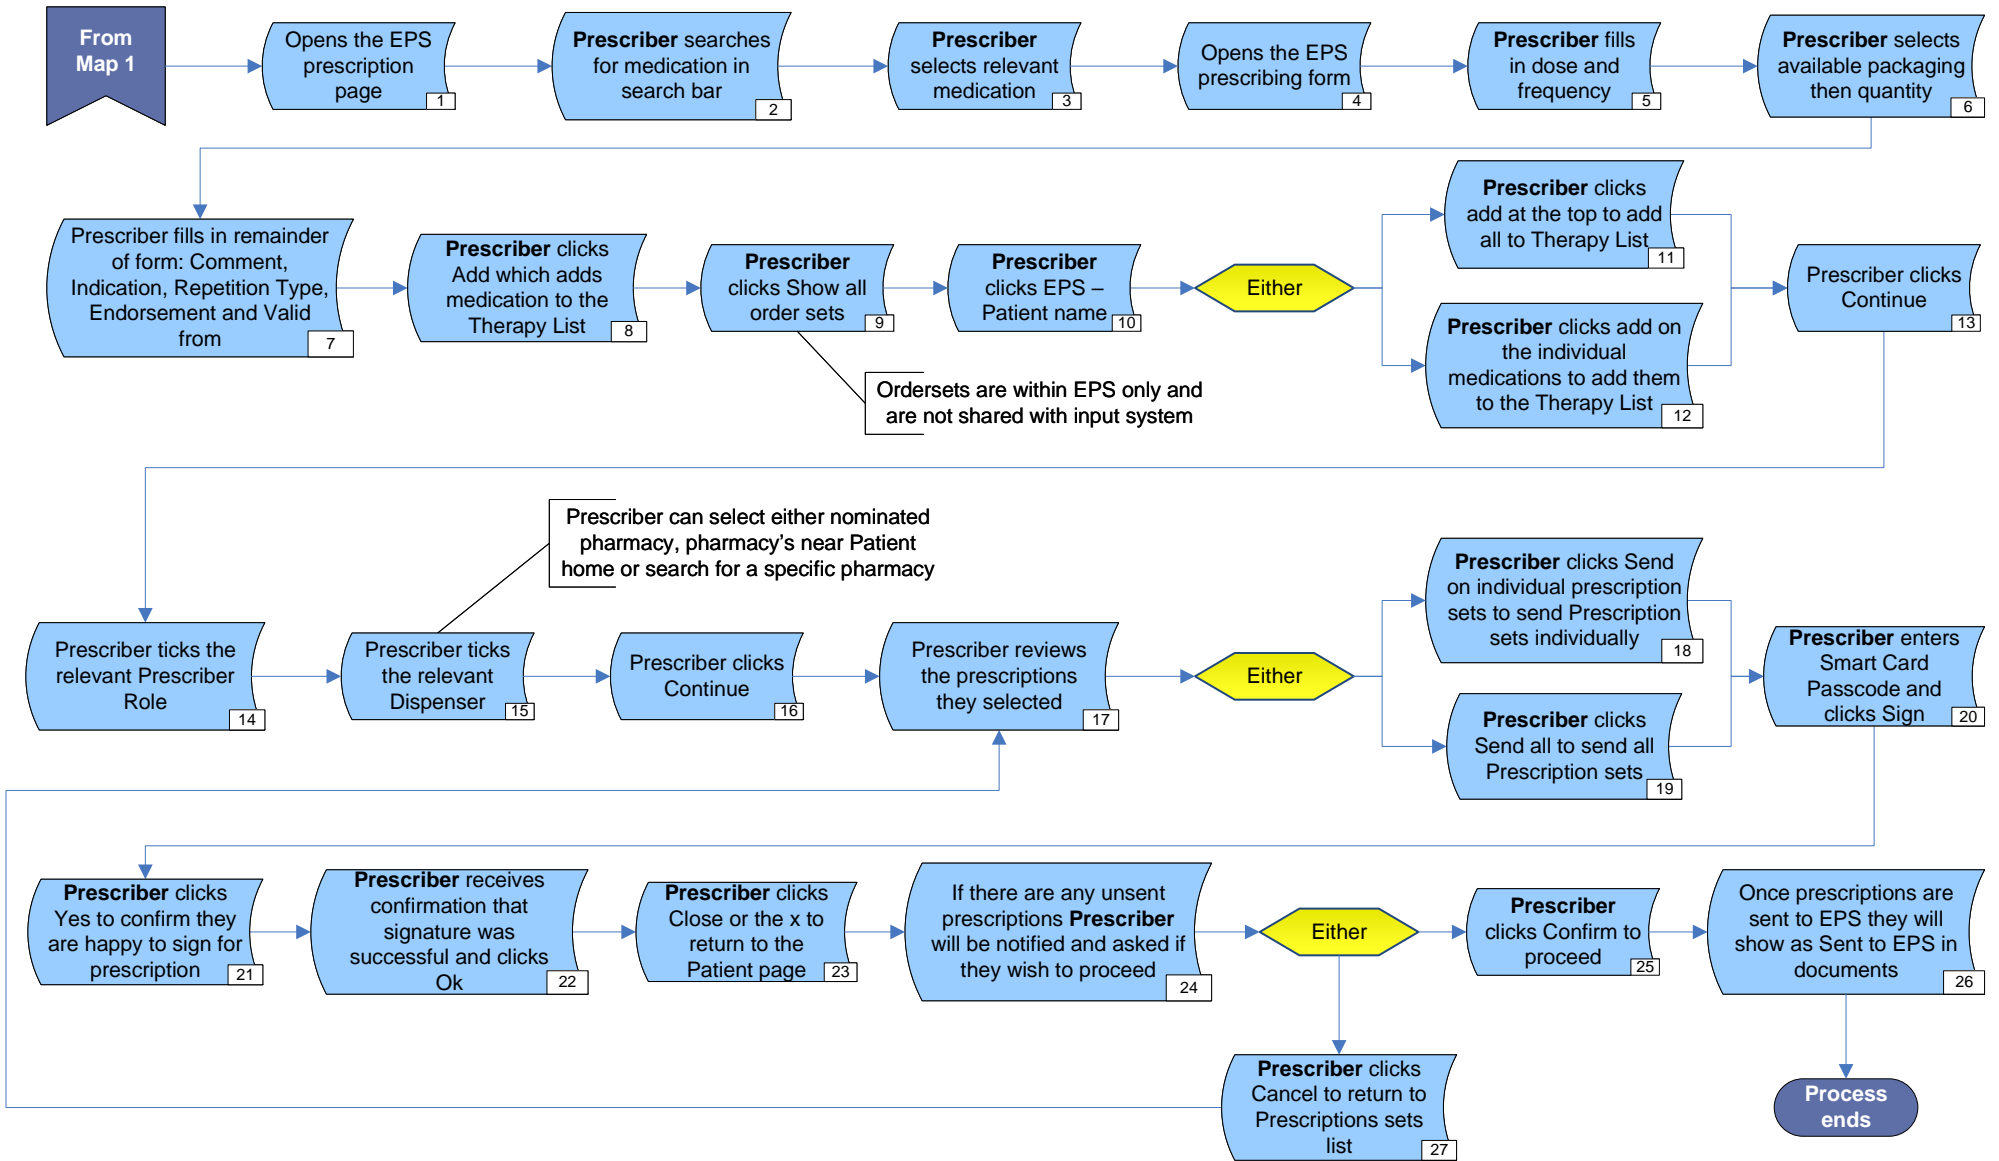 From
Map 1
Opens the EPS
prescription
page
1
Prescriber searches
for medication in
search bar
2
Prescriber
selects relevant
medication
3
Opens the EPS
prescribing form
4
Prescriber fills
in dose and
frequency
5
Prescriber selects
available packaging
then quantity
6
Prescriber fills in remainder
of form: Comment,
Indication, Repetition Type,
Endorsement and Valid
from
7
Prescriber clicks
Add which adds
medication to the
Therapy List
8
Prescriber
clicks Show all
order sets
9
Prescriber
clicks EPS –
Patient name
10
Either
Prescriber clicks
add at the top to add
all to Therapy List
11
Prescriber clicks add on
the individual
medications to add them
to the Therapy List
12
Prescriber clicks
Continue
13
Ordersets are within EPS only and
are not shared with input system
Prescriber can select either nominated
pharmacy, pharmacy's near Patient
home or search for a specific pharmacy
Prescriber ticks the
relevant Prescriber
Role
14
Prescriber ticks
the relevant
Dispenser
15
Prescriber clicks
Continue
16
Prescriber reviews
the prescriptions
they selected
17
Either
Prescriber clicks Send
on individual prescription
sets to send Prescription
sets individually
18
Prescriber clicks
Send all to send all
Prescription sets
19
Prescriber enters
Smart Card
Passcode and
clicks Sign
20
Prescriber clicks
Yes to confirm they
are happy to sign for
prescription
21
Prescriber receives
confirmation that
signature was
successful and clicks
Ok
22
Prescriber clicks
Close or the x to
return to the
Patient page
23
If there are any unsent
prescriptions Prescriber
will be notified and asked if
they wish to proceed
24
Either
Prescriber
clicks Confirm to
proceed
25
Once prescriptions are
sent to EPS they will
show as Sent to EPS in
documents
26
Prescriber clicks
Cancel to return to
Prescriptions sets
list
27
Process
ends